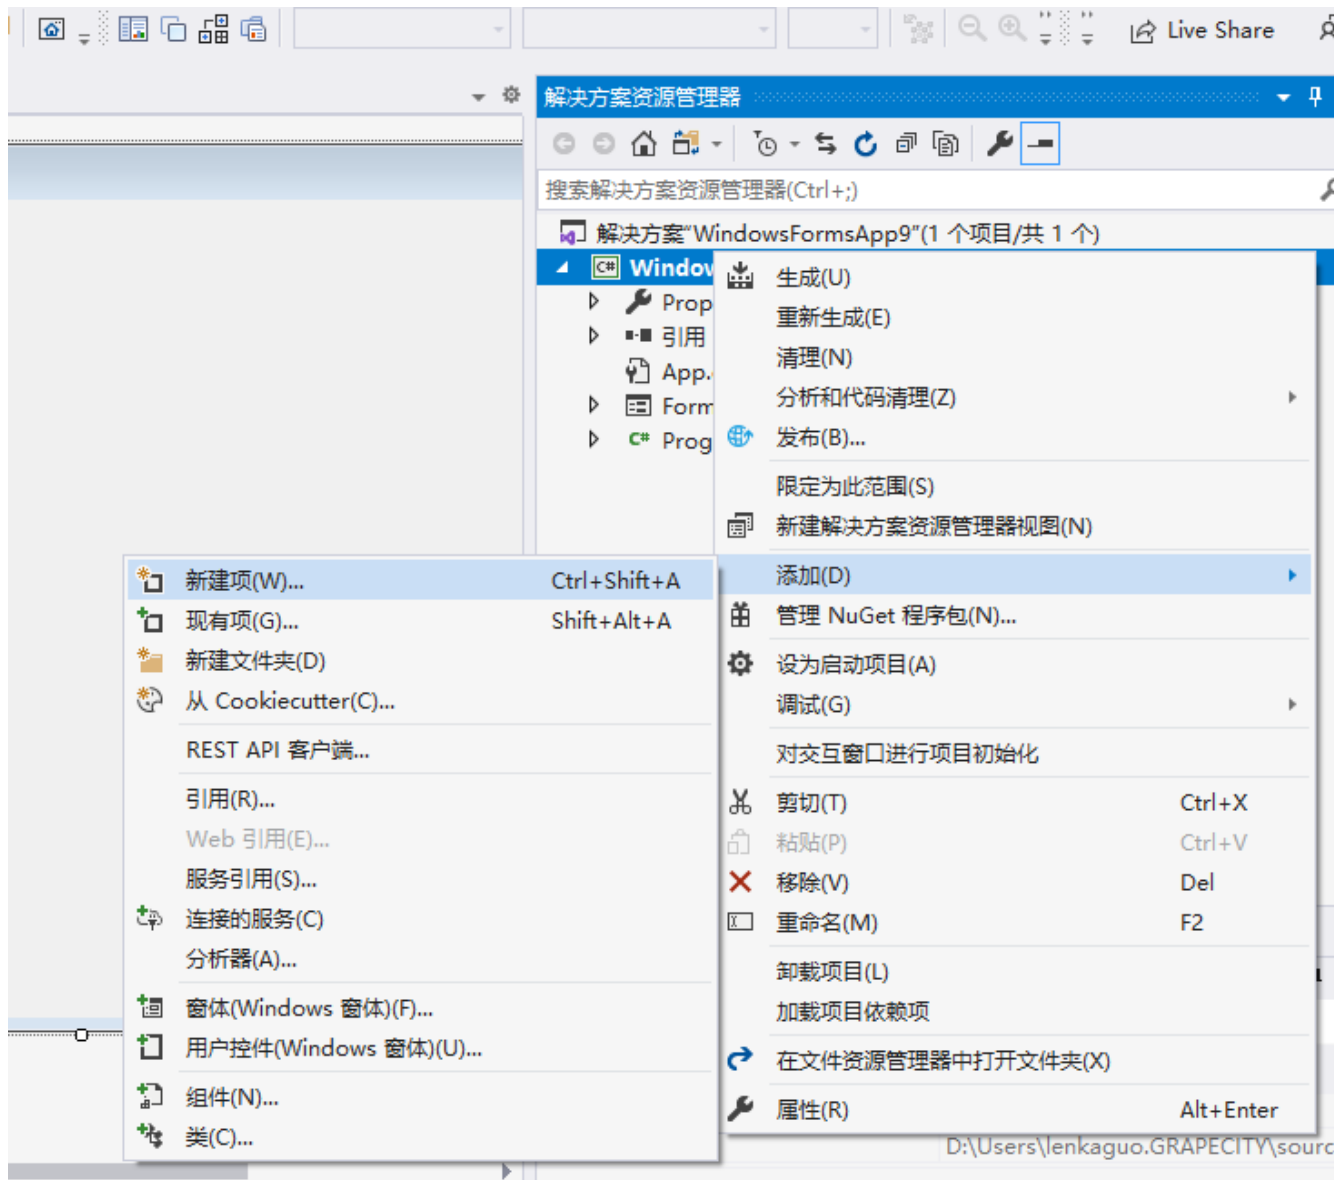 Live Share
解决方案资源管理器
搜索解决方案资源管理器(Ctrl+;)
解决方案"WindowsFormsApp9"(1 个项目/共 1 个)
C# Window
Prop
引用
App.
Form
C# Prog
生成(U)
重新生成(E)
清理(N)
分析和代码清理(Z)
发布(B)...
限定为此范围(S)
新建解决方案资源管理器视图(N)
添加(D)
管理 NuGet 程序包(N)...
设为启动项目(A)
调试(G)
对交互窗口进行项目初始化
剪切(T) Ctrl+X
粘贴(P) Ctrl+V
移除(V) Del
重命名(M) F2
卸载项目(L)
加载项目依赖项
在文件资源管理器中打开文件夹(X)
属性(R) Alt+Enter
新建项(W)... Ctrl+Shift+A
现有项(G)... Shift+Alt+A
新建文件夹(D)
从 Cookiecutter(C)...
REST API 客户端...
引用(R)...
Web 引用(E)...
服务引用(S)...
连接的服务(C)
分析器(A)...
窗体(Windows 窗体)(F)...
用户控件(Windows 窗体)(U)...
组件(N)...
类(C)...
D:\Users\lenkaguo.GRAPECITY\sourc